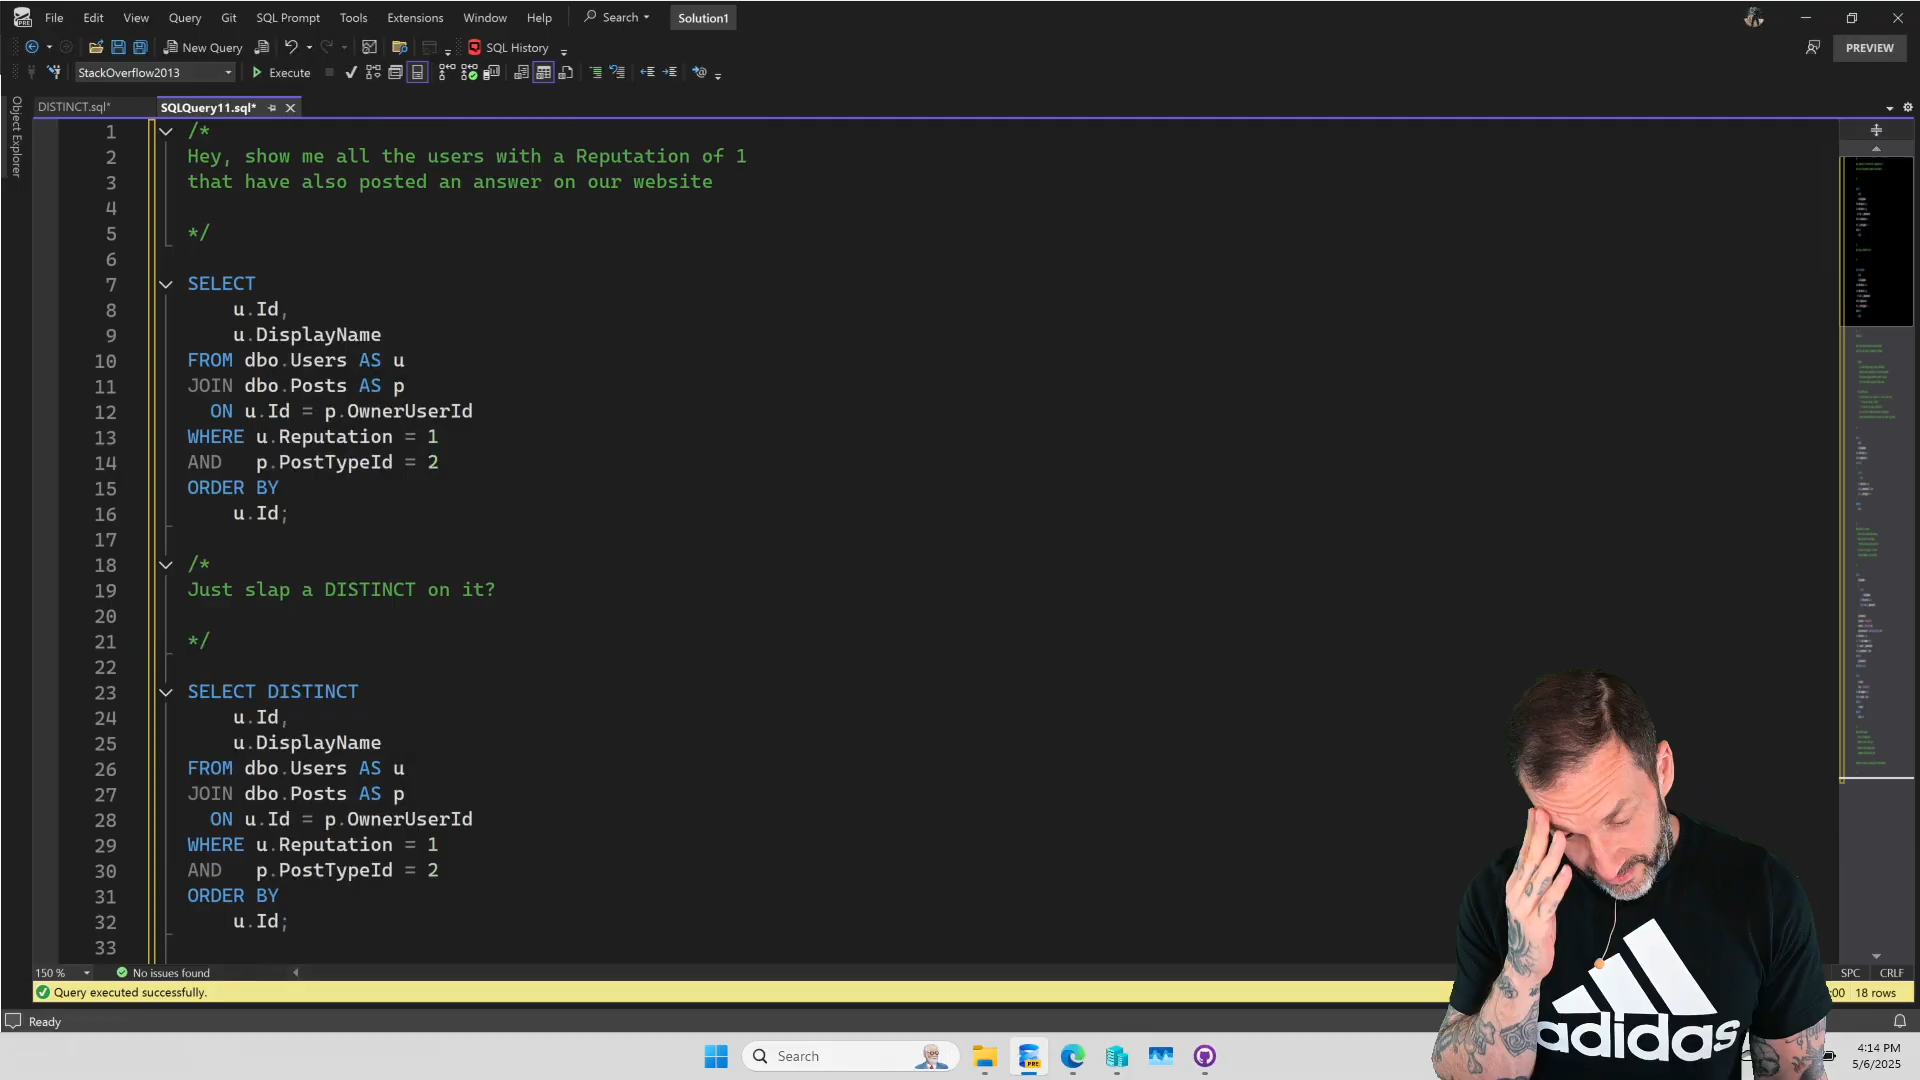 File Edit View Query Git SQL Prompt Tools Extensions Window Help Search Solution1
New Query SQL History PREVIEW
StackOverflow2013 Execute
Object Explorer
DISTINCT.sql* SQLQuery11.sql*
1 /*
2 Hey, show me all the users with a Reputation of 1
3 that have also posted an answer on our website
4
5 */
6
7 SELECT
8 u.Id,
9 u.DisplayName
10 FROM dbo.Users AS u
11 JOIN dbo.Posts AS p
12 ON u.Id = p.OwnerUserId
13 WHERE u.Reputation = 1
14 AND p.PostTypeId = 2
15 ORDER BY
16 u.Id;
17
18 /*
19 Just slap a DISTINCT on it?
20
21 */
22
23 SELECT DISTINCT
24 u.Id,
25 u.DisplayName
26 FROM dbo.Users AS u
27 JOIN dbo.Posts AS p
28 ON u.Id = p.OwnerUserId
29 WHERE u.Reputation = 1
30 AND p.PostTypeId = 2
31 ORDER BY
32 u.Id;
33
150 % No issues found SPC CRLF
Query executed successfully. :00 18 rows
Ready
adidas
Search
PRE
4:14 PM
5/6/2025